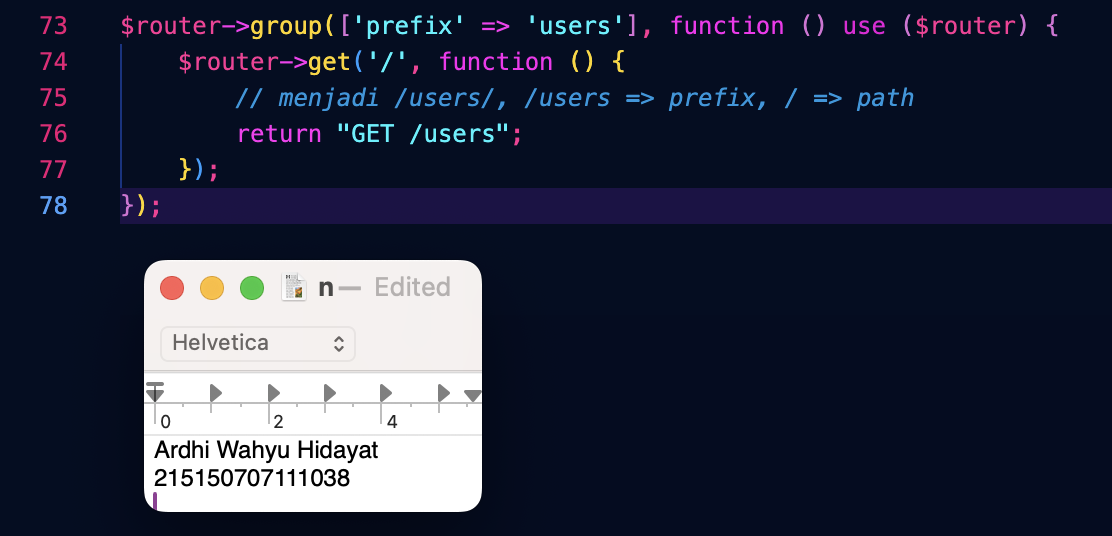 73 $router->group(['prefix' => 'users'], function () use ($router) {
74 $router->get('/', function () {
75 // menjadi /users/, /users => prefix, / => path
76 return "GET /users";
77 });
78 });
n — Edited
Helvetica
0 2 4
Ardhi Wahyu Hidayat
215150707111038